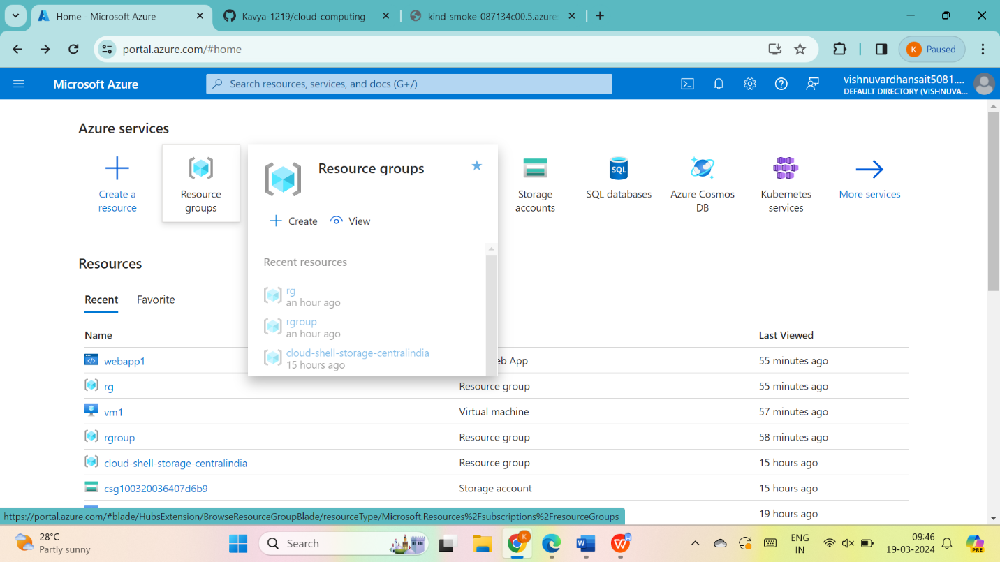 Home - Microsoft Azure
Kavya-1219/cloud-computing
kind-smoke-087134c00.5.azure
portal.azure.com/#home
K Paused
Microsoft Azure
Search resources, services, and docs (G+/)
vishnuvardhansait5081....
DEFAULT DIRECTORY (VISHNUVA...
Azure services
Create a
resource
Resource
groups
Resource groups
Create
View
Recent resources
rg
an hour ago
rgroup
an hour ago
cloud-shell-storage-centralindia
15 hours ago
Storage
accounts
SQL
SQL databases
Azure Cosmos
DB
Kubernetes
services
More services
Resources
Recent Favorite
Name Last Viewed
webapp1 App 55 minutes ago
rg Resource group 55 minutes ago
vm1 Virtual machine 57 minutes ago
rgroup Resource group 58 minutes ago
cloud-shell-storage-centralindia Resource group 15 hours ago
csg100320036407d6b9 Storage account 15 hours ago
19 hours ago
https://portal.azure.com/#blade/HubsExtension/BrowseResourceGroupBlade/resourceType/Microsoft.Resources%2Fsubscriptions%2FresourceGroups
28°C
Partly sunny
Search
K
W
ENG
IN
09:46
19-03-2024
PRE